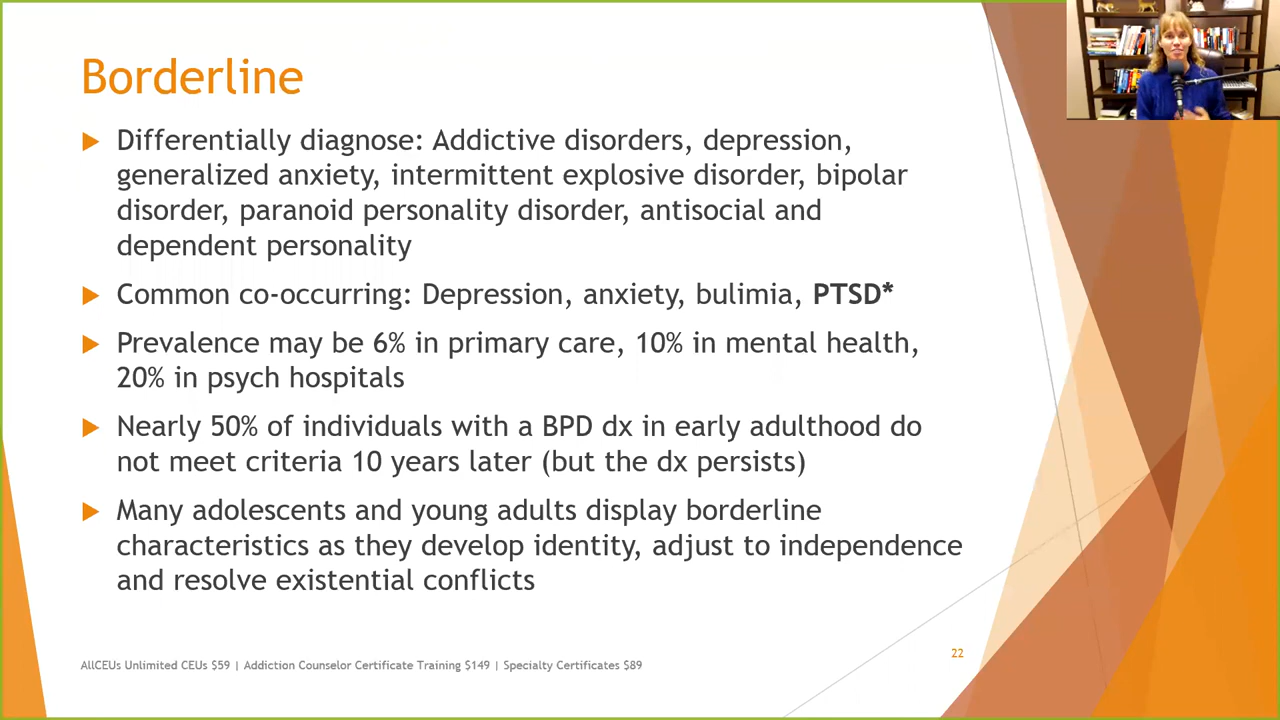 Borderline
Differentially diagnose: Addictive disorders, depression,
generalized anxiety, intermittent explosive disorder, bipolar
disorder, paranoid personality disorder, antisocial and
dependent personality
Common co-occurring: Depression, anxiety, bulimia, PTSD*
Prevalence may be 6% in primary care, 10% in mental health,
20% in psych hospitals
Nearly 50% of individuals with a BPD dx in early adulthood do
not meet criteria 10 years later (but the dx persists)
Many adolescents and young adults display borderline
characteristics as they develop identity, adjust to independence
and resolve existential conflicts
AllCEUs Unlimited CEUs $59 | Addiction Counselor Certificate Training $149 | Specialty Certificates $89
22